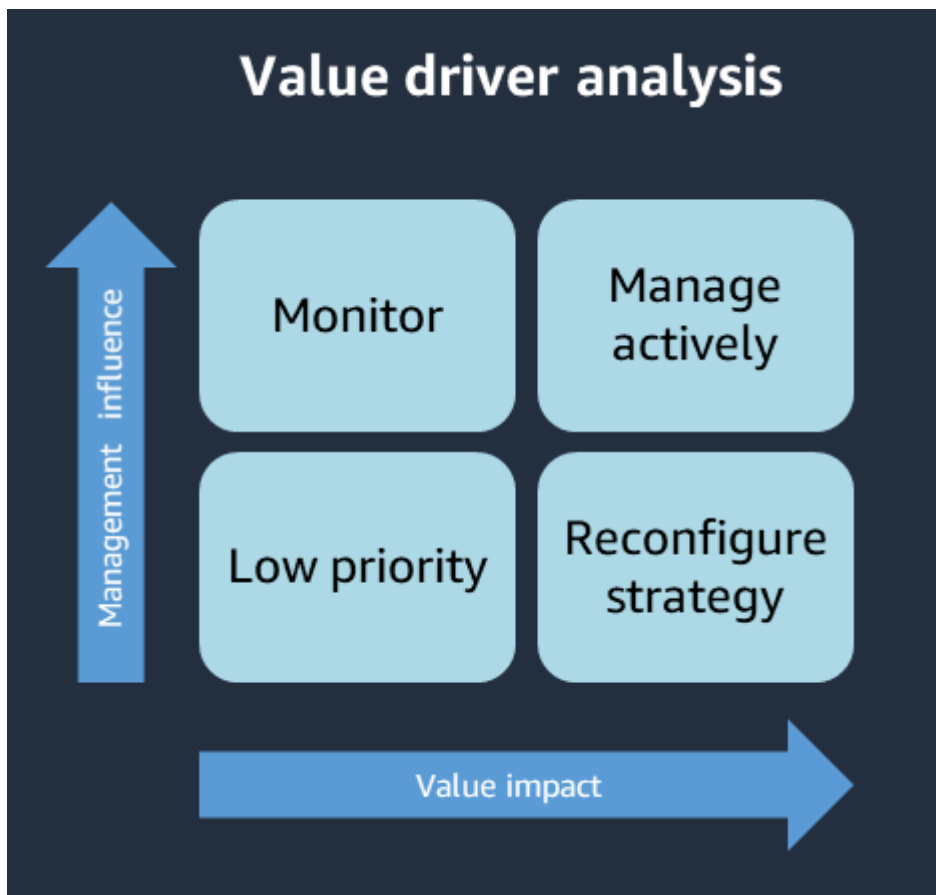 Value driver analysis
Management influence
Monitor
Manage
actively
Low priority
Reconfigure
strategy
Value impact